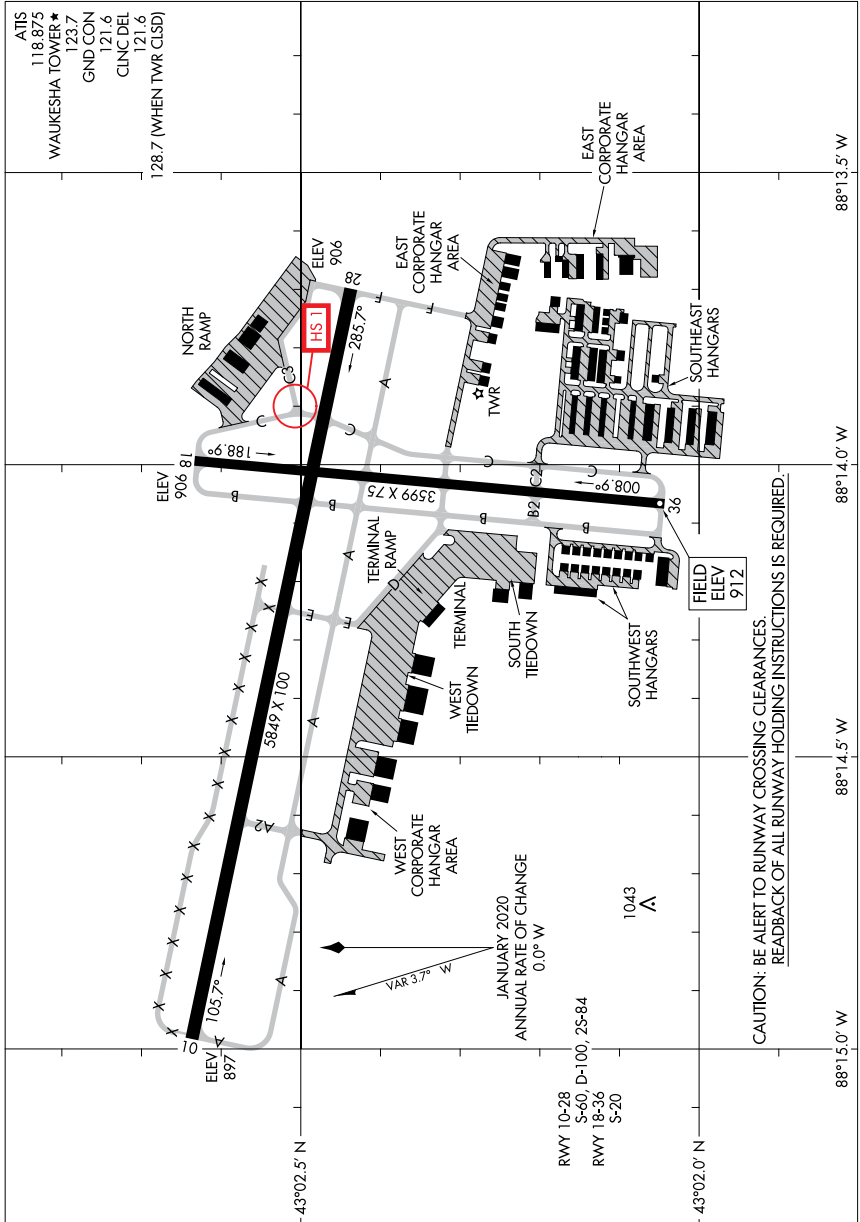 ATIS
118.875
WAUKESHA TOWER★
123.7
GND CON
121.6
CLNC DEL
121.6
128.7 (WHEN TWR CLSD)
NORTH
RAMP
ELEV
906
28
285.7°
HS 1
C3
C
18
ELEV
906
188.9°
EAST
CORPORATE
HANGAR
AREA
EAST
CORPORATE
HANGAR
AREA
F
F
A
C
TWR
SOUTHEAST
HANGARS
C
C2
C
B
B
B
B2
B
3599 X 75
008.9°
36
FIELD
ELEV
912
A
E
E
D
TERMINAL
RAMP
TERMINAL
SOUTH
TIEDOWN
WEST
TIEDOWN
SOUTHWEST
HANGARS
5849 X 100
A
A2
WEST
CORPORATE
HANGAR
AREA
X X X X X X X X X X X X X
105.7°
10
ELEV
897
A
A
VAR 3.7° W
JANUARY 2020
ANNUAL RATE OF CHANGE
0.0° W
1043
RWY 10-28
S-60, D-100, 2S-84
RWY 18-36
S-20
CAUTION: BE ALERT TO RUNWAY CROSSING CLEARANCES.
READBACK OF ALL RUNWAY HOLDING INSTRUCTIONS IS REQUIRED.
43°02.5' N
43°02.0' N
88°15.0' W
88°14.5' W
88°14.0' W
88°13.5' W